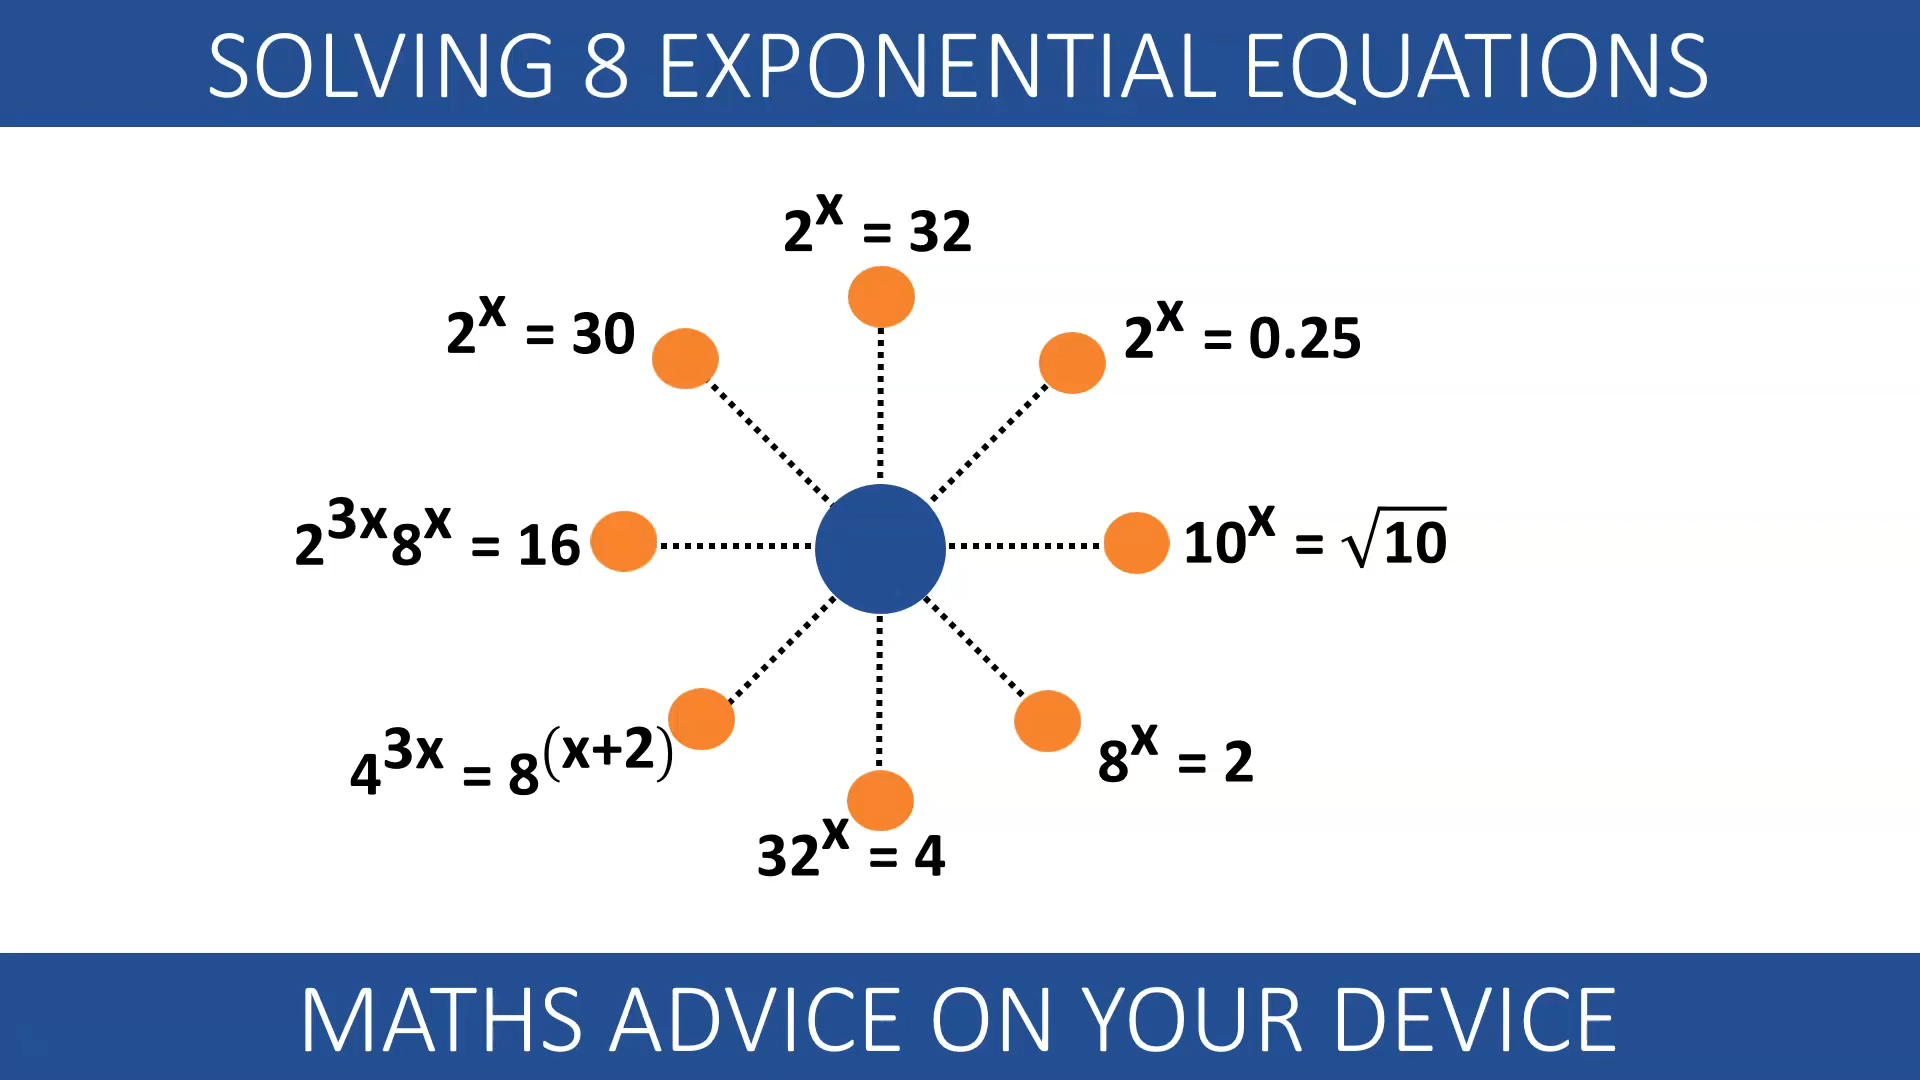 SOLVING 8 EXPONENTIAL EQUATIONS
2^x = 32
2^x = 30
2^x = 0.25
2^{3x}8^x = 16
10^x = √10
4^{3x} = 8^{(x+2)}
8^x = 2
32^x = 4
MATHS ADVICE ON YOUR DEVICE